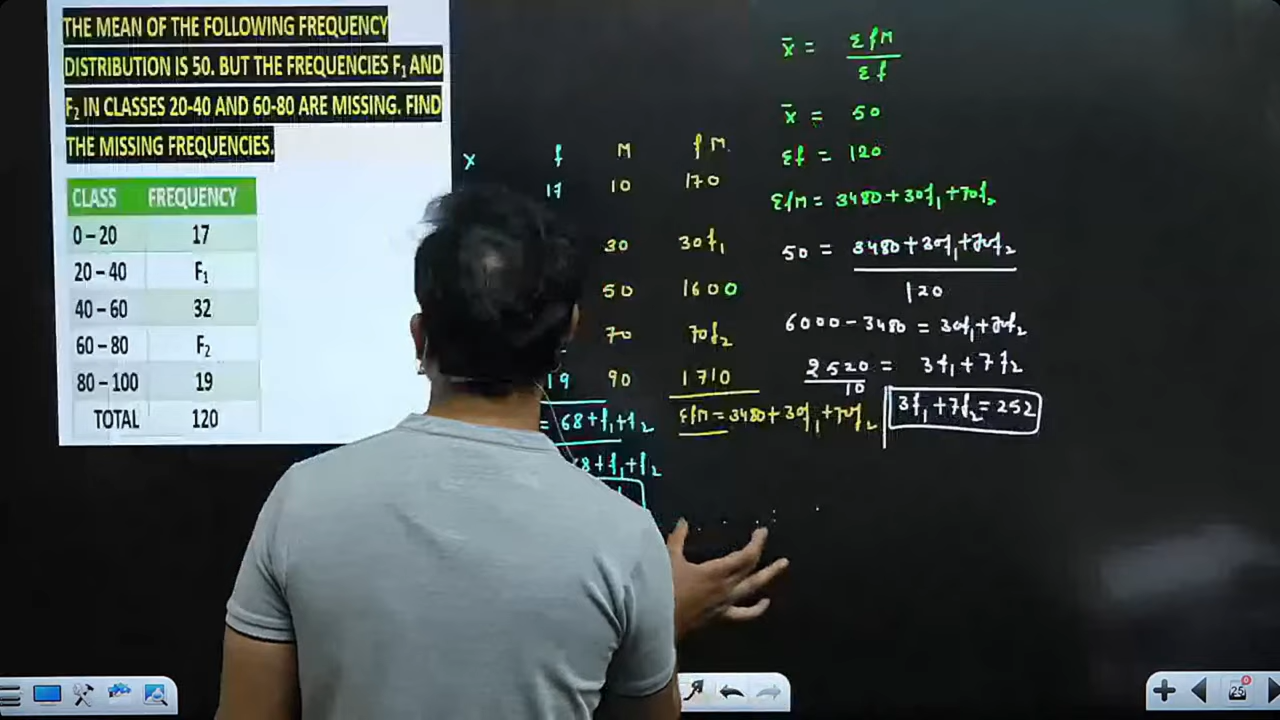 THE MEAN OF THE FOLLOWING FREQUENCY
DISTRIBUTION IS 50. BUT THE FREQUENCIES F₁ AND
F₂ IN CLASSES 20-40 AND 60-80 ARE MISSING. FIND
THE MISSING FREQUENCIES.
CLASS FREQUENCY
0 – 20 17
20 – 40 F₁
40 – 60 32
60 – 80 F₂
80 – 100 19
TOTAL 120
x f M fM
17 10 170
30 30f₁
50 1600
70 70f₂
19 90 1710
= 68+f₁+f₂ ΣfM = 3480+30f₁+70f₂
68+f₁+f₂
x̄ = ΣfM / Σf
x̄ = 50
Σf = 120
ΣfM = 3480+30f₁+70f₂
50 = 3480+30f₁+70f₂ / 120
6000 – 3480 = 30f₁+70f₂
2520 / 10 = 3f₁+7f₂
3f₁+7f₂ = 252
25